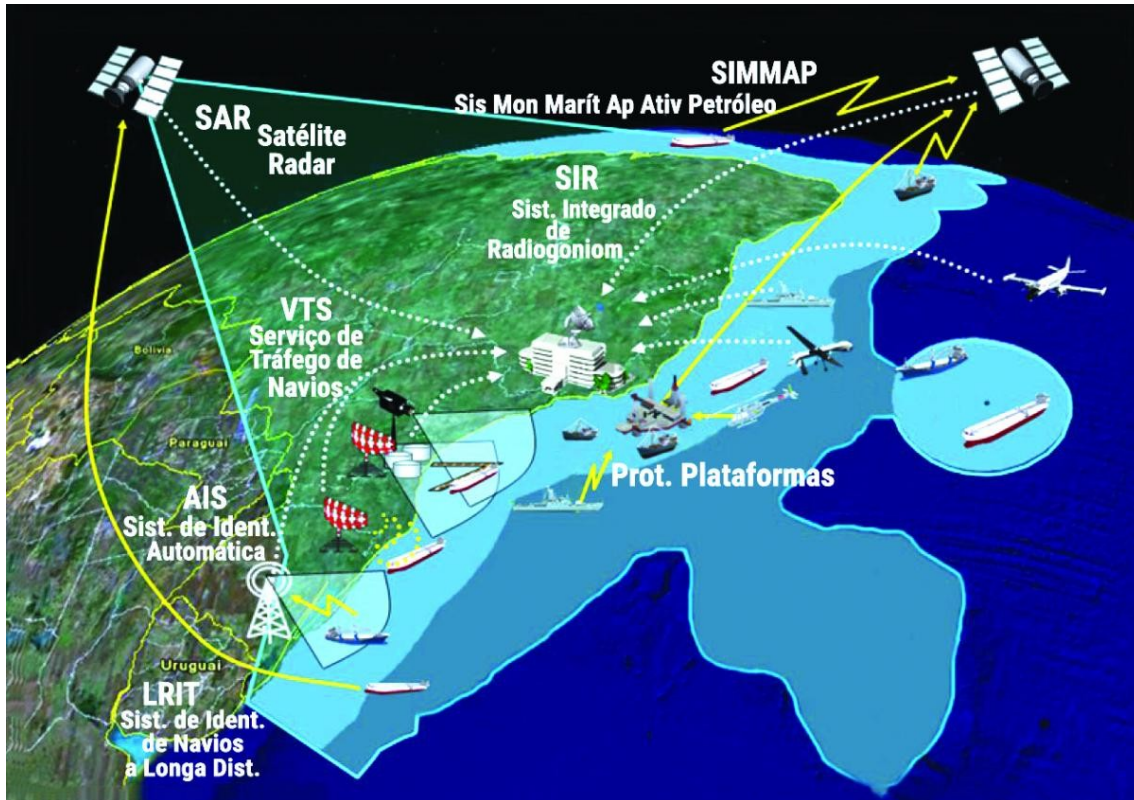 SIMMAP
Sis Mon Marít Ap Ativ Petróleo
SAR
Satélite
Radar
SIR
Sist. Integrado
de
Radiogoniom
VTS
Serviço de
Tráfego de
Navios
Bolivia
Paraguai
Prot. Plataformas
AIS
Sist. de Ident.
Automática
Uruguai
LRIT
Sist. de Ident.
de Navios
a Longa Dist.